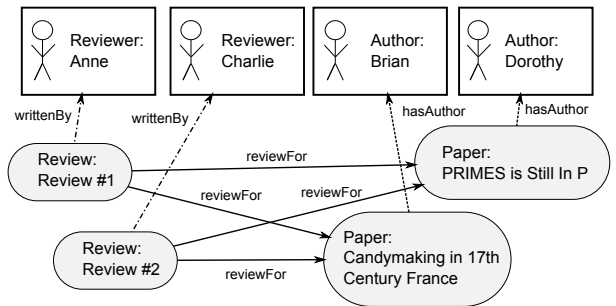 Reviewer:
Anne
Reviewer:
Charlie
Author:
Brian
Author:
Dorothy
writtenBy
writtenBy
hasAuthor
hasAuthor
Review:
Review #1
reviewFor
Paper:
PRIMES is Still In P
reviewFor
reviewFor
Review:
Review #2
reviewFor
Paper:
Candymaking in 17th
Century France